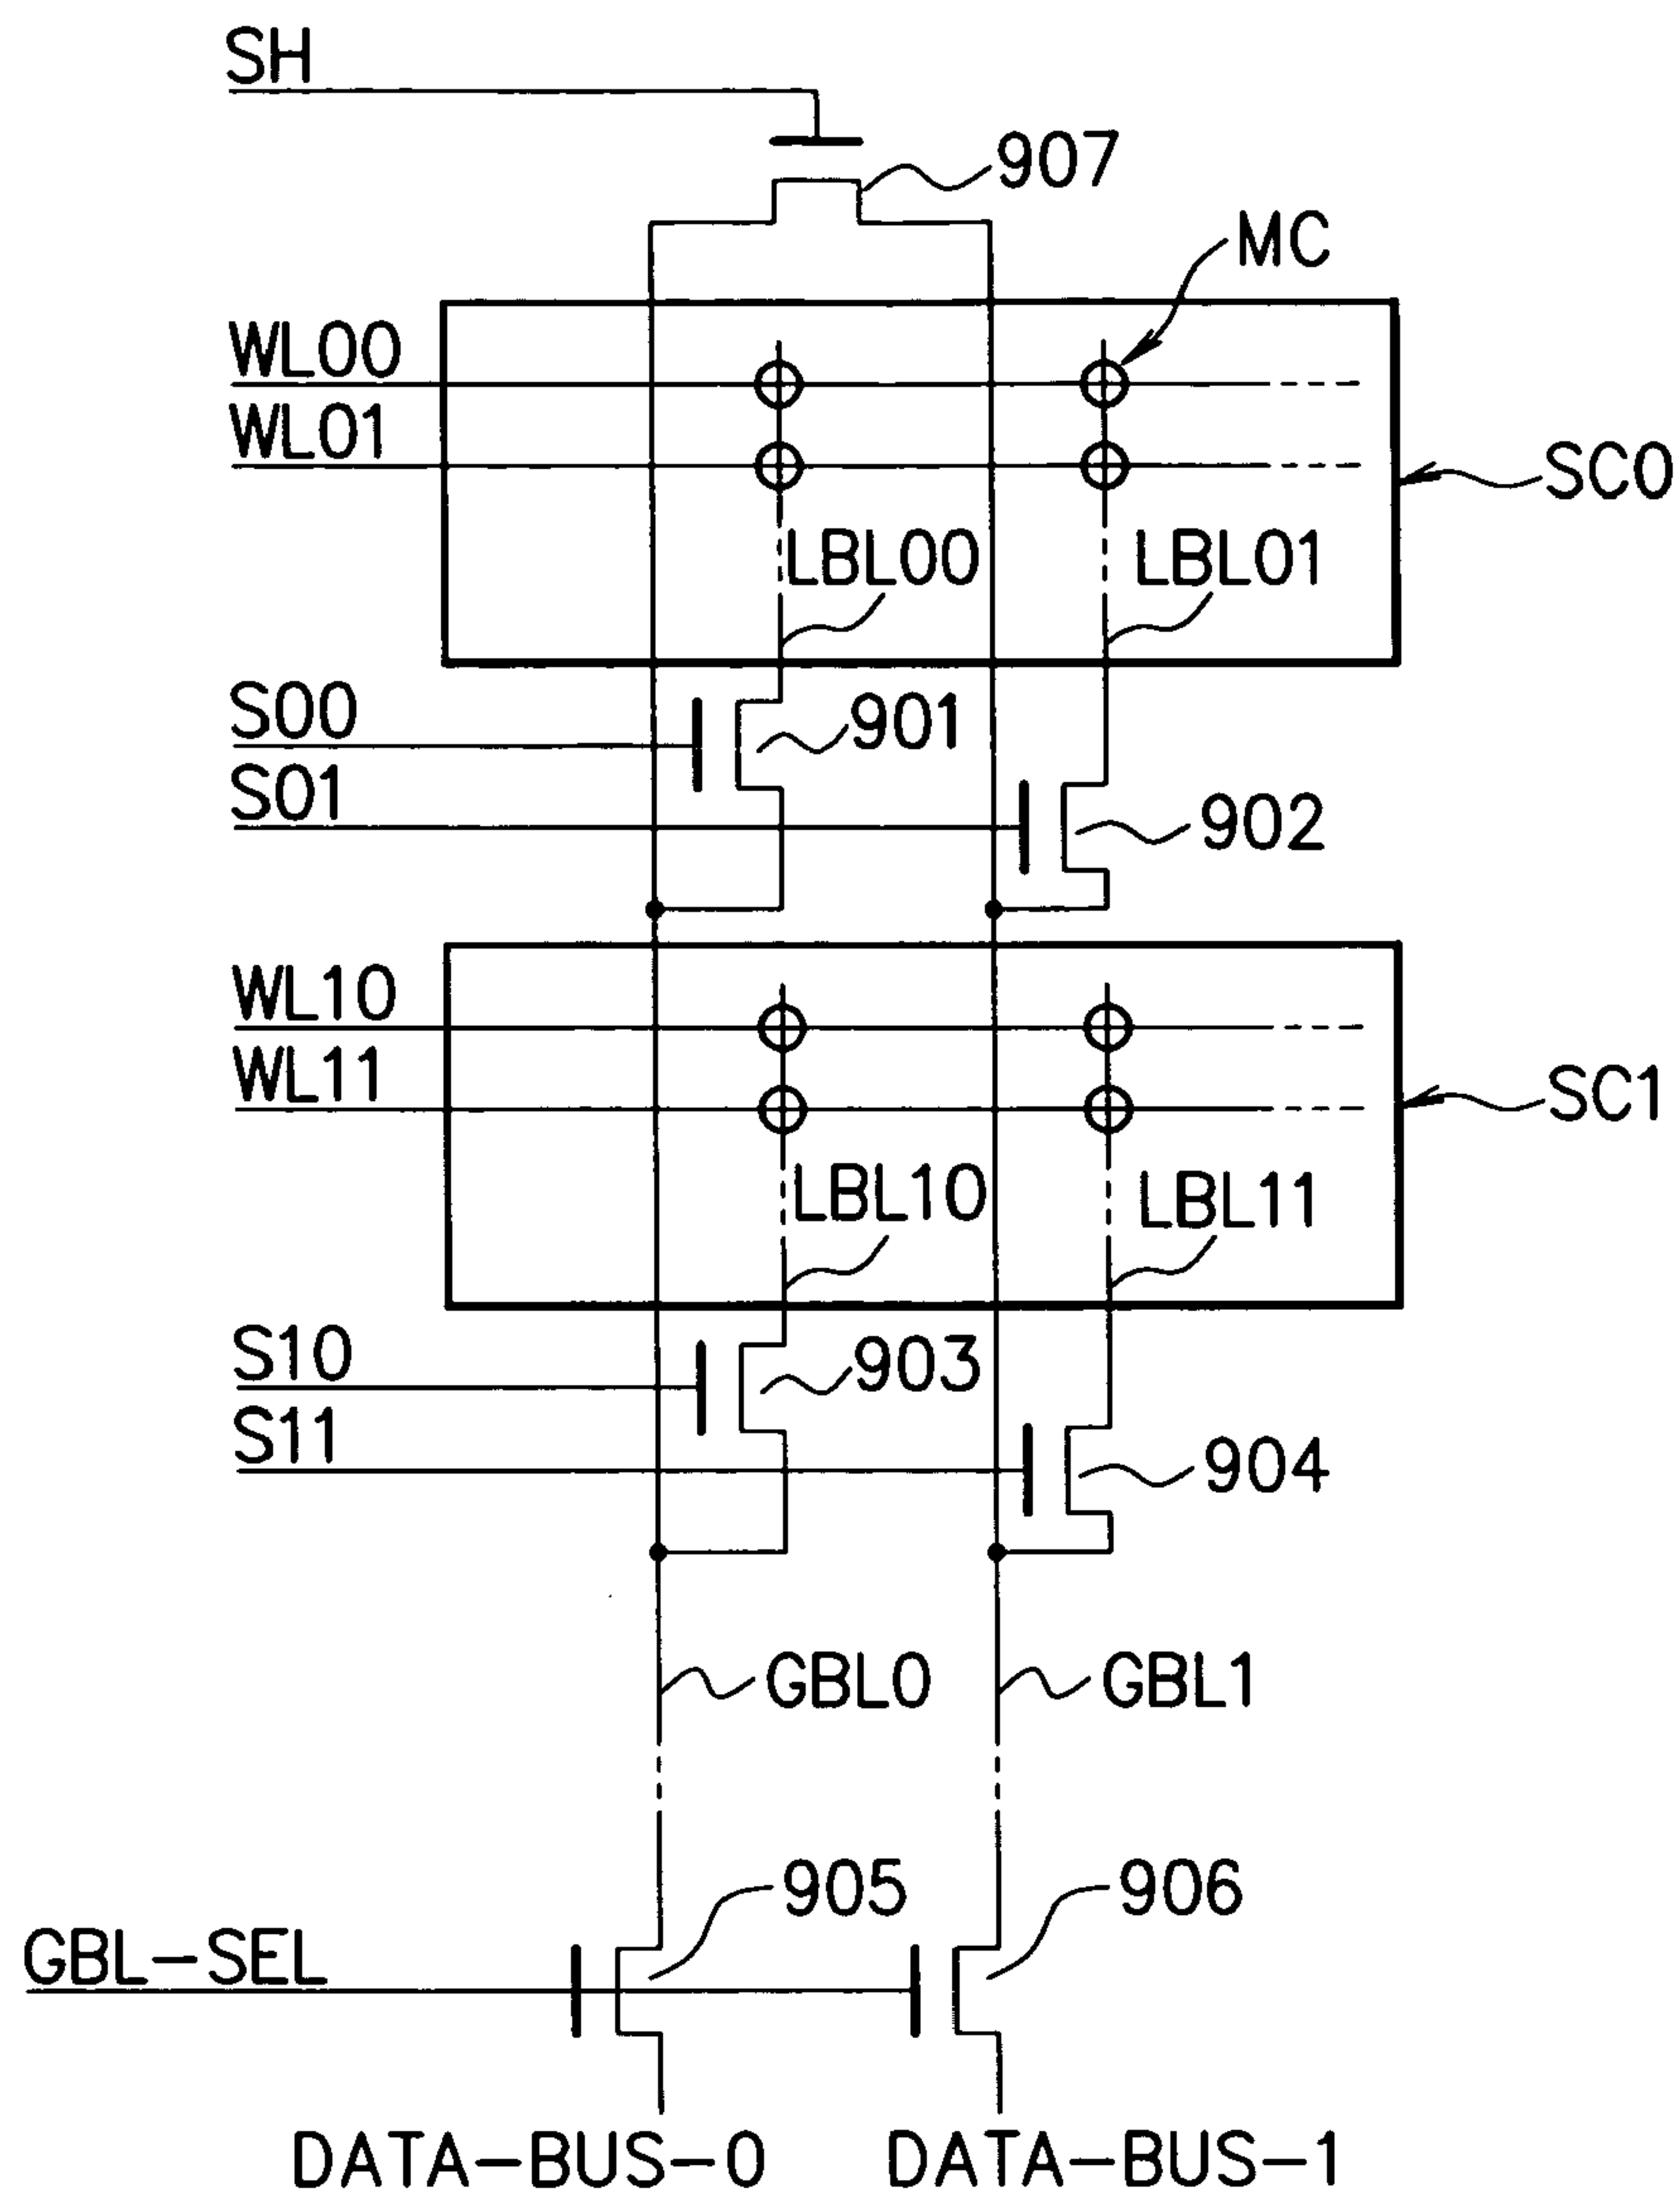 SH
907
MC
WL00
WL01
SC0
LBL00
LBL01
S00
901
S01
902
WL10
WL11
SC1
LBL10
LBL11
S10
903
S11
904
GBL0
GBL1
905
906
GBL-SEL
DATA-BUS-0
DATA-BUS-1